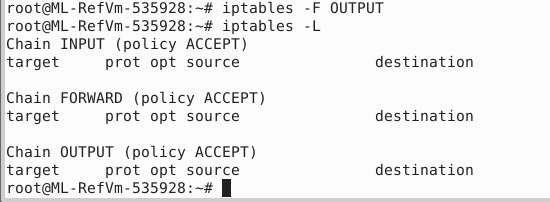 root@ML-RefVm-535928:~# iptables -F OUTPUT
root@ML-RefVm-535928:~# iptables -L
Chain INPUT (policy ACCEPT)
target     prot opt source               destination

Chain FORWARD (policy ACCEPT)
target     prot opt source               destination

Chain OUTPUT (policy ACCEPT)
target     prot opt source               destination
root@ML-RefVm-535928:~#